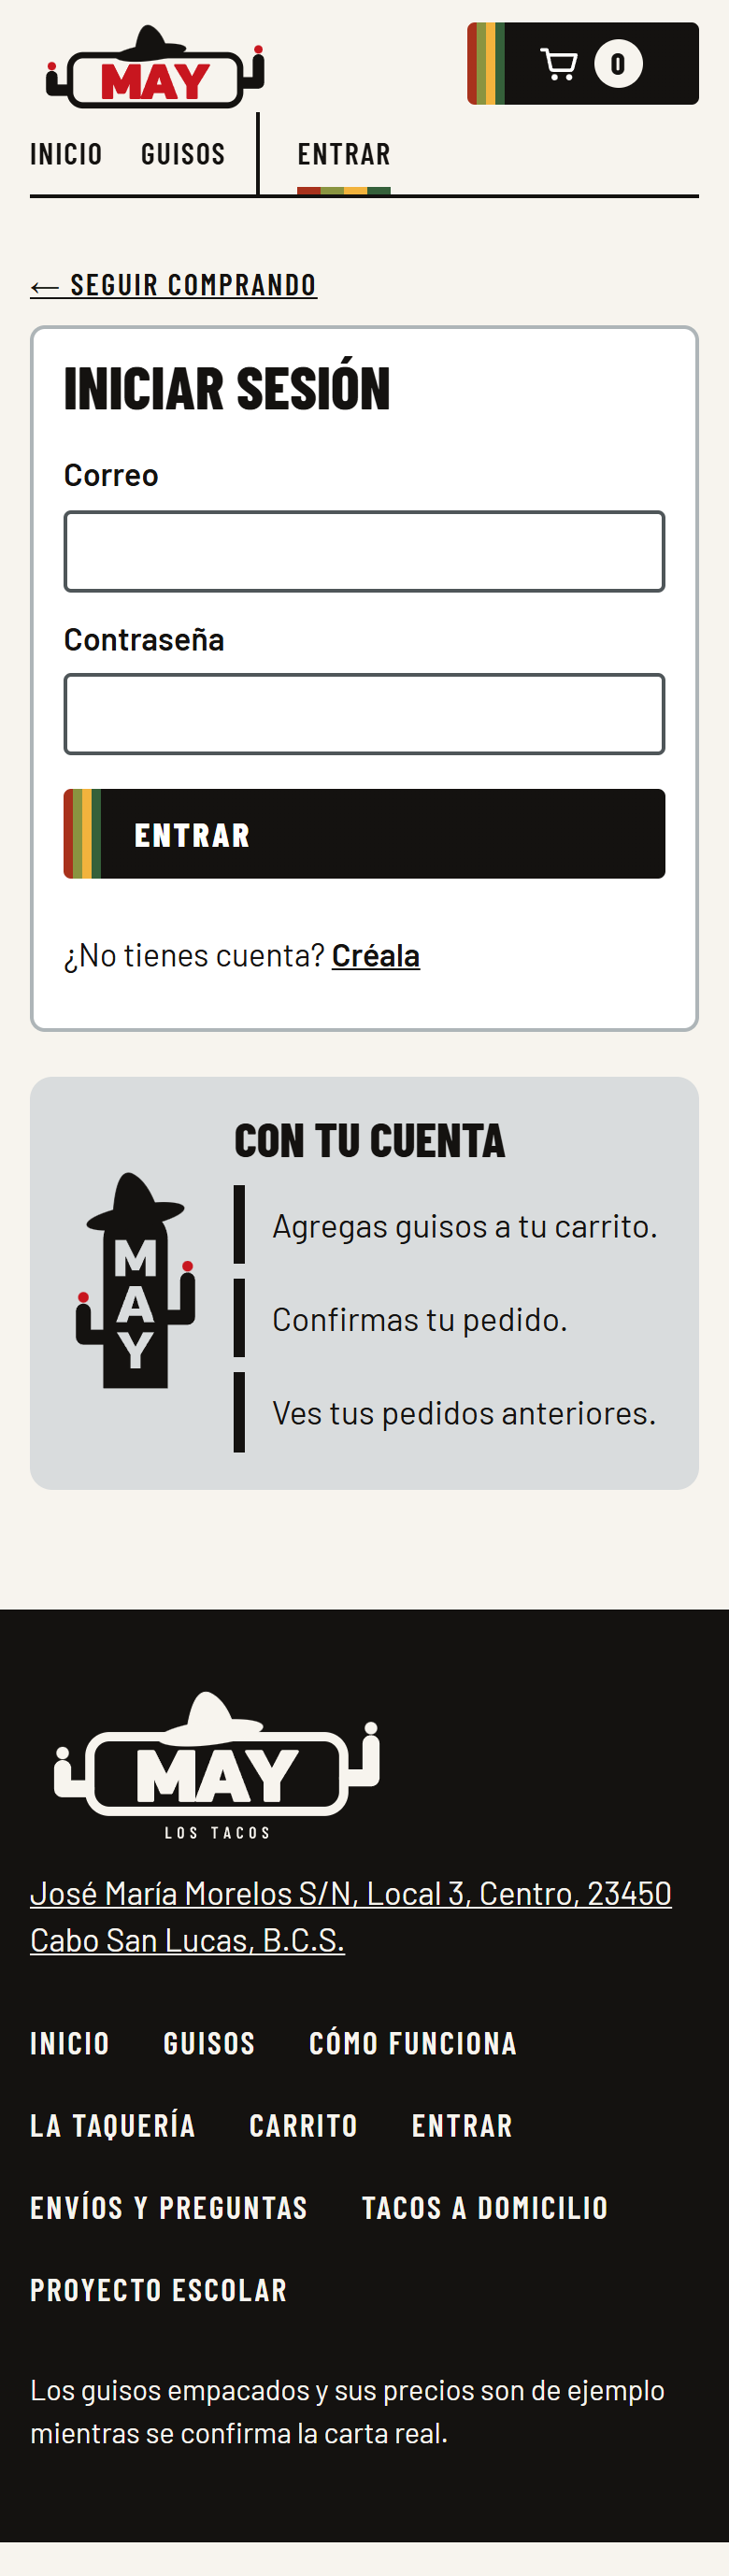 MAY
0
INICIO GUISOS ENTRAR
← SEGUIR COMPRANDO
INICIAR SESIÓN
Correo
Contraseña
ENTRAR
¿No tienes cuenta? Créala
CON TU CUENTA
Agregas guisos a tu carrito.
Confirmas tu pedido.
Ves tus pedidos anteriores.
M
A
Y
MAY
LOS TACOS
José María Morelos S/N, Local 3, Centro, 23450
Cabo San Lucas, B.C.S.
INICIO GUISOS CÓMO FUNCIONA
LA TAQUERÍA CARRITO ENTRAR
ENVÍOS Y PREGUNTAS TACOS A DOMICILIO
PROYECTO ESCOLAR
Los guisos empacados y sus precios son de ejemplo
mientras se confirma la carta real.